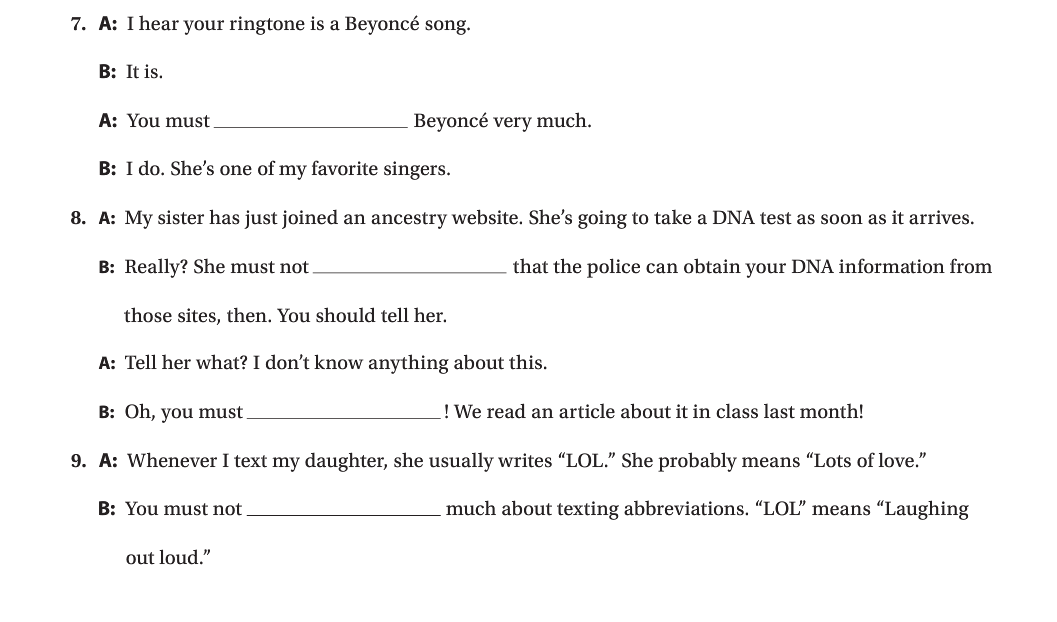 7. A: I hear your ringtone is a Beyoncé song.
B: It is.
A: You must ____________________ Beyoncé very much.
B: I do. She’s one of my favorite singers.
8. A: My sister has just joined an ancestry website. She’s going to take a DNA test as soon as it arrives.
B: Really? She must not ____________________ that the police can obtain your DNA information from
those sites, then. You should tell her.
A: Tell her what? I don’t know anything about this.
B: Oh, you must ____________________! We read an article about it in class last month!
9. A: Whenever I text my daughter, she usually writes “LOL.” She probably means “Lots of love.”
B: You must not ____________________ much about texting abbreviations. “LOL” means “Laughing
out loud.”